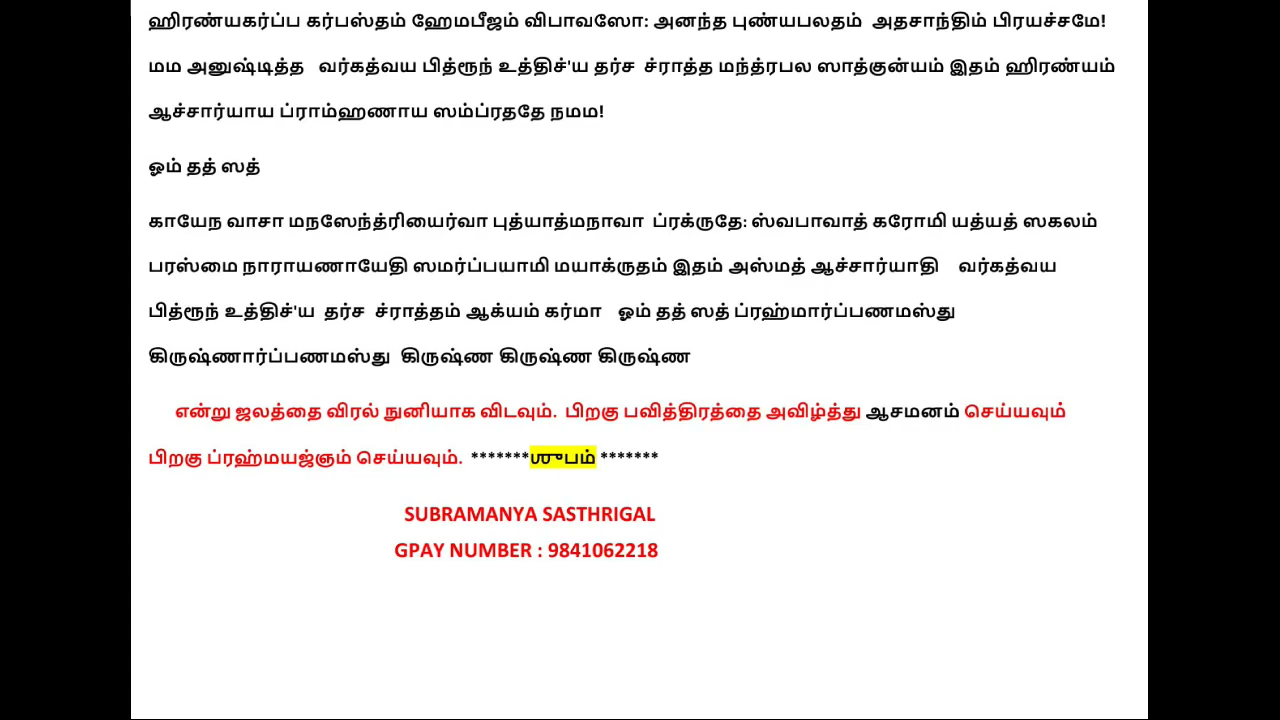 ஹிரண்யகர்ப்ப கர்பஸ்தம் ஹேமபீஜம் விபாவஸோ: அனந்த புண்யபலதம் அதசாந்திம் பிரயச்சமே!
மம அனுஷ்டித்த வர்கத்வய பித்ரூந் உத்திச்'ய தர்ச ச்ராத்த மந்த்ரபல ஸாத்குன்யம் இதம் ஹிரண்யம்
ஆச்சார்யாய ப்ராம்ஹணாய ஸம்ப்ரததே நமம!
ஓம் தத் ஸத்
காயேந வாசா மநஸேந்த்ரியைர்வா புத்யாத்மநாவா ப்ரக்ருதே: ஸ்வபாவாத் கரோமி யத்யத் ஸகலம்
பரஸ்மை நாராயணாயேதி ஸமர்ப்பயாமி மயாக்ருதம் இதம் அஸ்மத் ஆச்சார்யாதி வர்கத்வய
பித்ரூந் உத்திச்'ய தர்ச ச்ராத்தம் ஆக்யம் கர்மா ஓம் தத் ஸத் ப்ரஹ்மார்ப்பணமஸ்து
கிருஷ்ணார்ப்பணமஸ்து கிருஷ்ண கிருஷ்ண கிருஷ்ண
என்று ஜலத்தை விரல் நுனியாக விடவும். பிறகு பவித்திரத்தை அவிழ்த்து ஆசமனம் செய்யவும்
பிறகு ப்ரஹ்மயஜ்ஞம் செய்யவும். *******ஶுபம் *******
SUBRAMANYA SASTHRIGAL
GPAY NUMBER : 9841062218